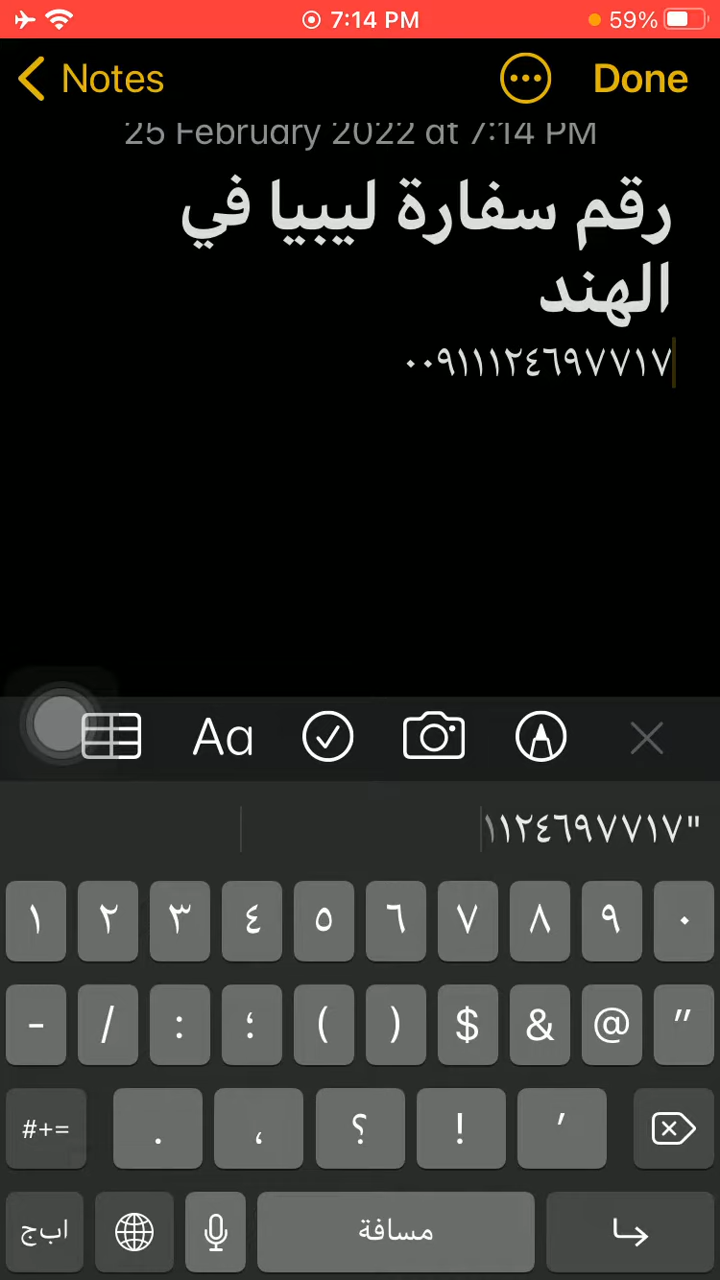 7:14 PM
59%
Notes
Done
25 February 2022 at 7:14 PM
رقم سفارة ليبيا في
الهند
٠٠٩١١١٢٤٦٩٧٧١٧
Aa
١١٢٤٦٩٧٧١٧"
١ ٢ ٣ ٤ ٥ ٦ ٧ ٨ ٩ ٠
- / : ؛ ( ) $ & @ "
#+= . ، ؟ ! ’
اب‌ج مسافة